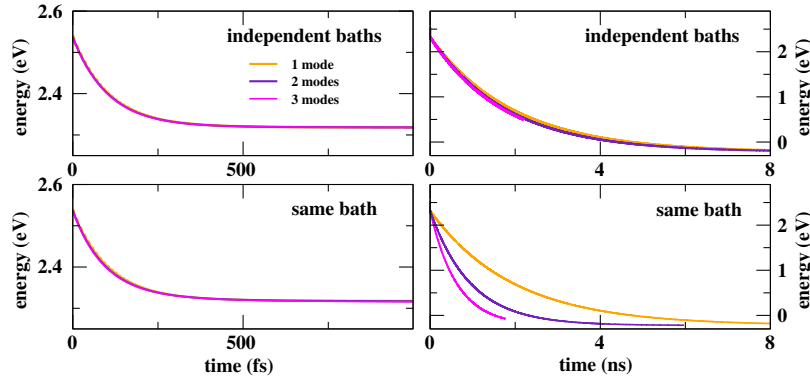 2.6
independent baths
1 mode
2 modes
3 modes
2.4
energy (eV)
500
independent baths
2
1
0
energy (eV)
0
4
8
2.6
same bath
2.4
energy (eV)
0
500
time (fs)
same bath
2
1
0
energy (eV)
0
4
8
time (ns)